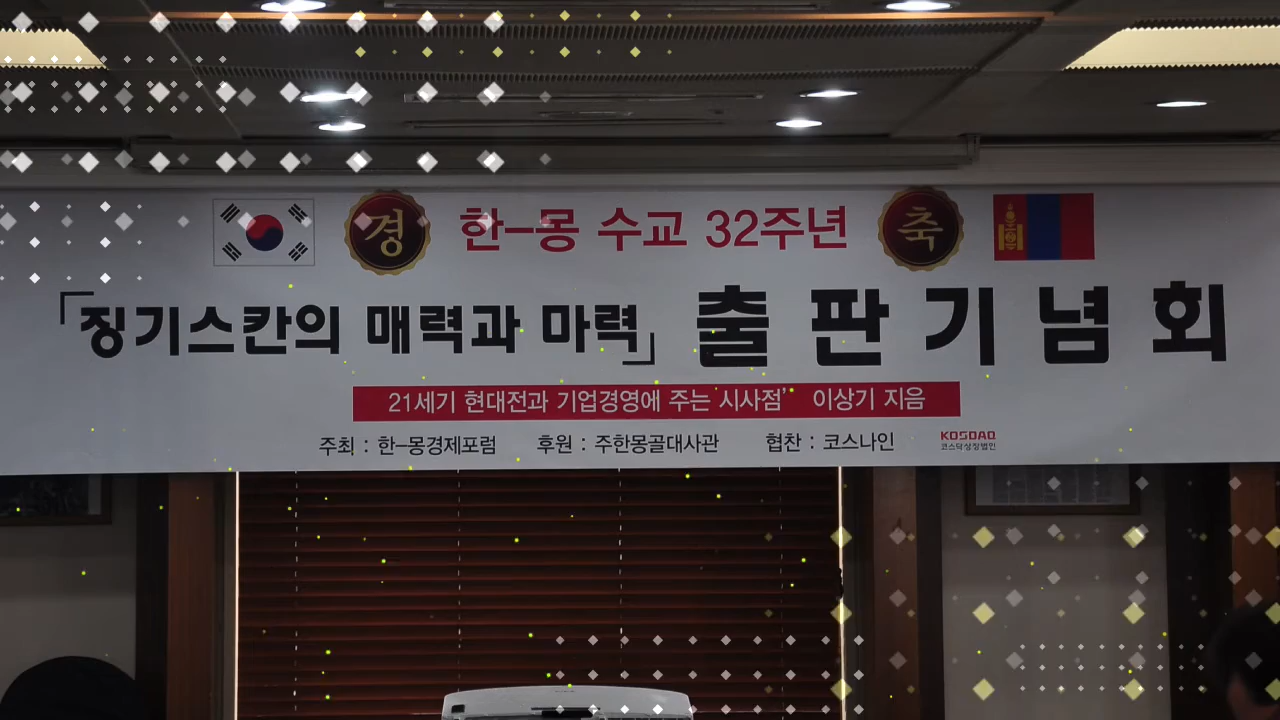 경 한-몽 수교 32주년 축
「징기스칸의 매력과 마력」 출판기념회
21세기 현대전과 기업경영에 주는 시사점’ 이상기 지음
주최 : 한-몽경제포럼 후원 : 주한몽골대사관 협찬 : 코스나인 KOSDAQ
코스닥상장법인